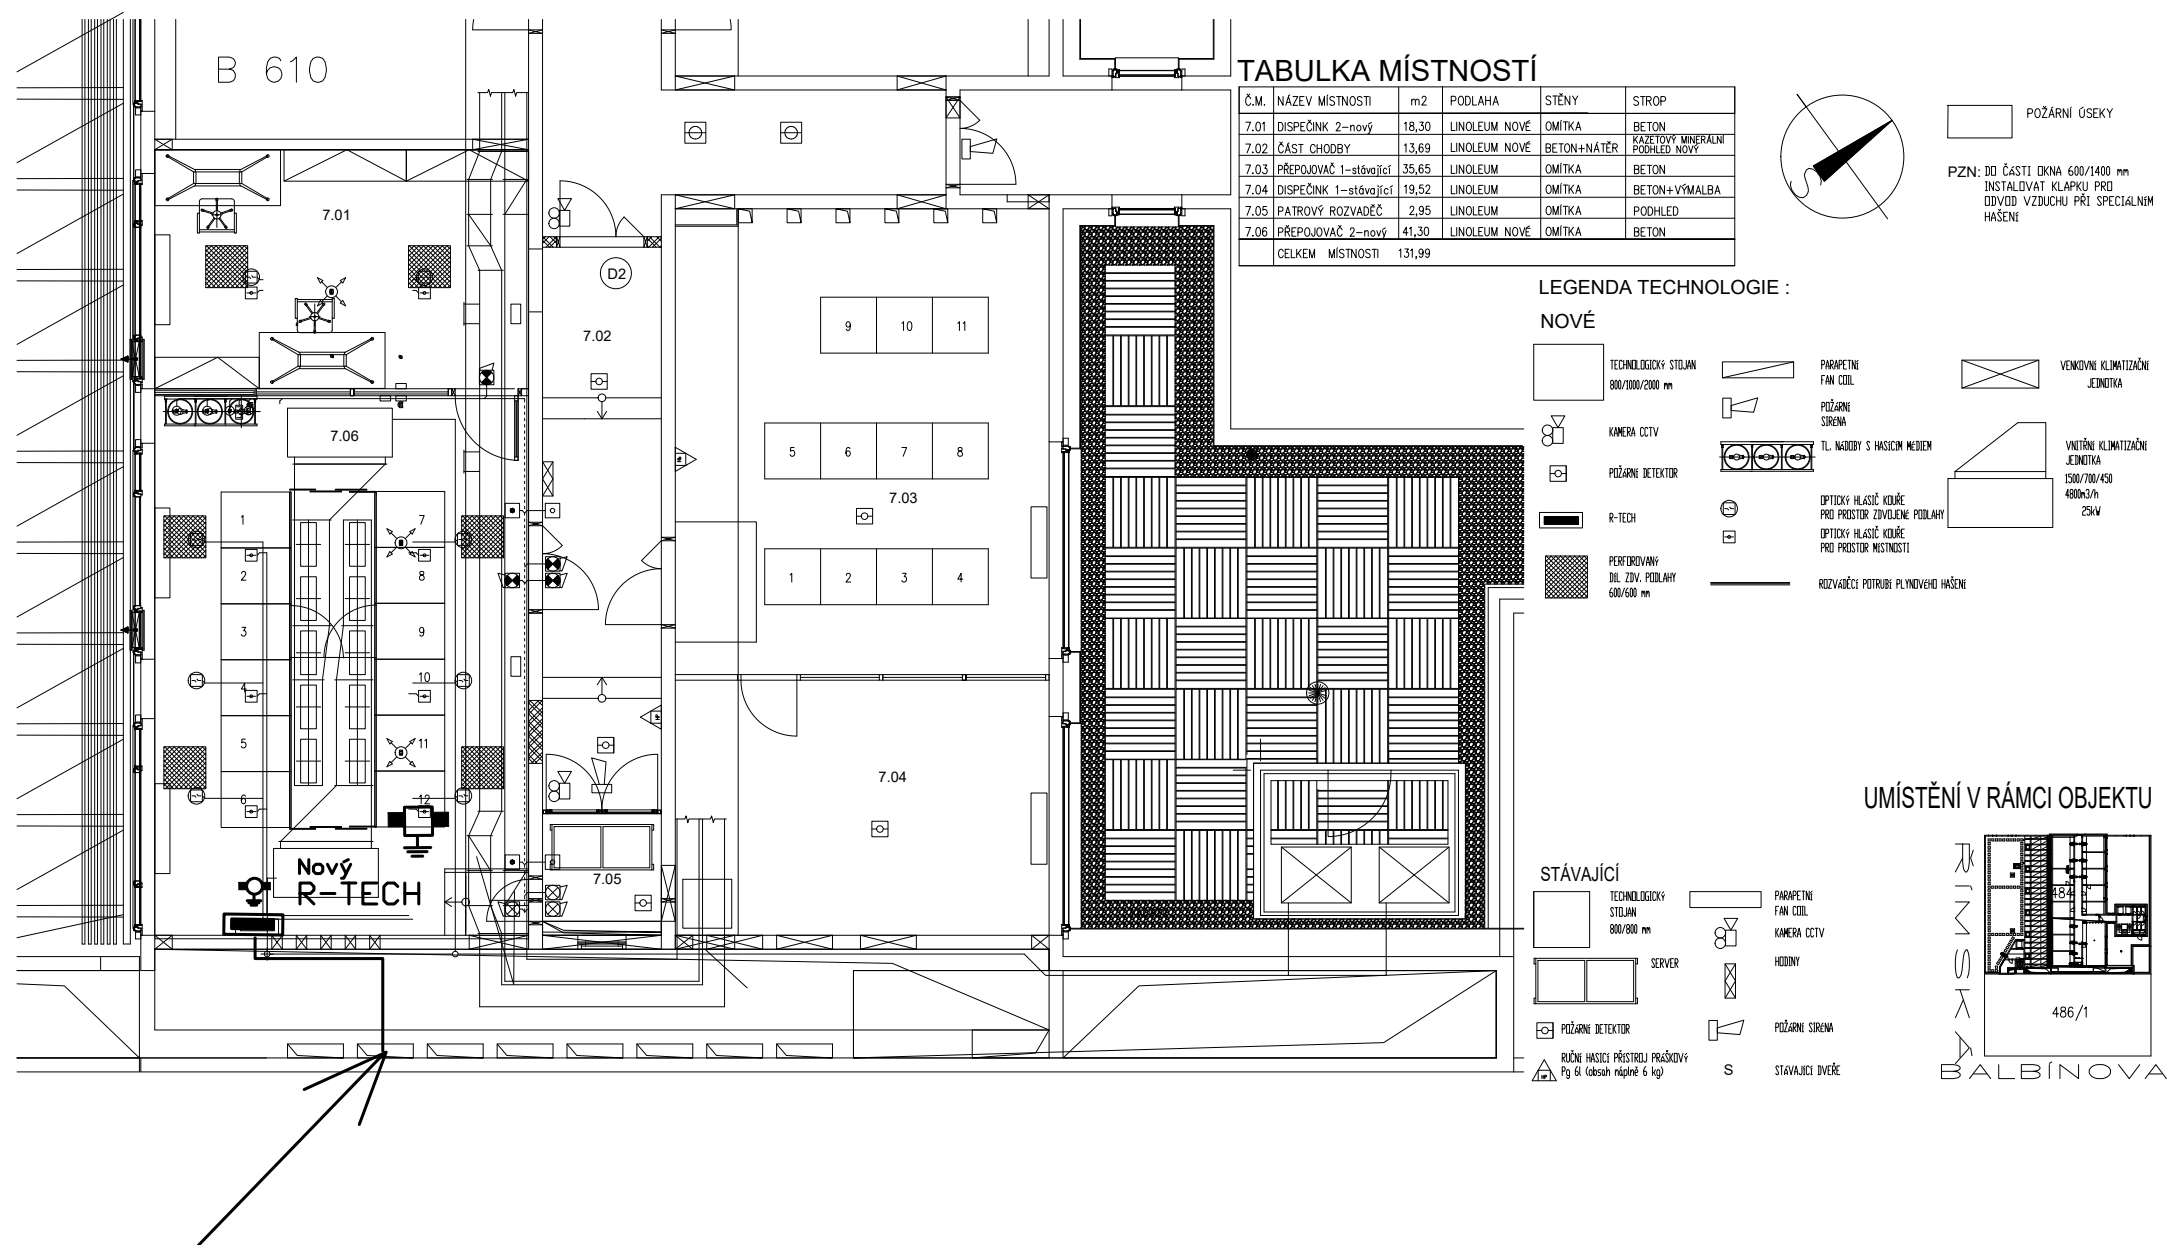 B 610
TABULKA MÍSTNOSTÍ
Č.M. NÁZEV MÍSTNOSTI m2 PODLAHA STĚNY STROP
7.01 DISPEČINK 2–nový 18,30 LINOLEUM NOVÉ OMÍTKA BETON
7.02 ČÁST CHODBY 13,69 LINOLEUM NOVÉ BETON+NÁTĚR KAZETOVÝ MINERÁLNÍ PODHLED NOVÝ
7.03 PŘEPOJOVAČ 1–stávající 35,65 LINOLEUM OMÍTKA BETON
7.04 DISPEČINK 1–stávající 19,52 LINOLEUM OMÍTKA BETON+VÝMALBA
7.05 PATROVÝ ROZVADĚČ 2,95 LINOLEUM OMÍTKA PODHLED
7.06 PŘEPOJOVAČ 2–nový 41,30 LINOLEUM NOVÉ OMÍTKA BETON
CELKEM MÍSTNOSTI 131,99
POŽÁRNÍ ÚSEKY
PZN: DO ČÁSTI OKNA 600/1400 mm
INSTALOVAT KLAPKU PRO
ODVOD VZDUCHU PŘI SPECIÁLNÍM
HAŠENÍ
7.01
D2
7.02
9 10 11
7.06
5 6 7 8
7.03
1 7
2 8
3 9
4 10
5 11
6 12
1 2 3 4
7.04
7.05
Nový
R–TECH
LEGENDA TECHNOLOGIE :
NOVÉ
TECHNOLOGICKÝ STOJAN
800/1000/2000 mm
KAMERA CCTV
POŽÁRNÍ DETEKTOR
R-TECH
PERFOROVANÝ
DÍL ZDV. PODLAHY
600/600 mm
PARAPETNÍ
FAN COIL
POŽÁRNÍ
SIRÉNA
TL. NÁDOBY S HASÍCÍM MÉDIEM
OPTICKÝ HLÁSIČ KOUŘE
PRO PROSTOR ZDVOJENÉ PODLAHY
OPTICKÝ HLÁSIČ KOUŘE
PRO PROSTOR MÍSTNOSTI
ROZVÁDĚCÍ POTRUBÍ PLYNOVÉHO HAŠENÍ
VENKOVNÍ KLIMATIZAČNÍ
JEDNOTKA
VNITŘNÍ KLIMATIZAČNÍ
JEDNOTKA
1500/700/450
4800m3/h
25kW
STÁVAJÍCÍ
TECHNOLOGICKÝ
STOJAN
800/800 mm
SERVER
POŽÁRNÍ DETEKTOR
RUČNÍ HASICÍ PŘÍSTROJ PRÁŠKOVÝ
Pg 6l (obsah náplně 6 kg)
PARAPETNÍ
FAN COIL
KAMERA CCTV
HODINY
POŽÁRNÍ SIRÉNA
S STÁVAJÍCÍ DVEŘE
UMÍSTĚNÍ V RÁMCI OBJEKTU
ŘÍMSKÁ
484
486/1
BALBÍNOVA